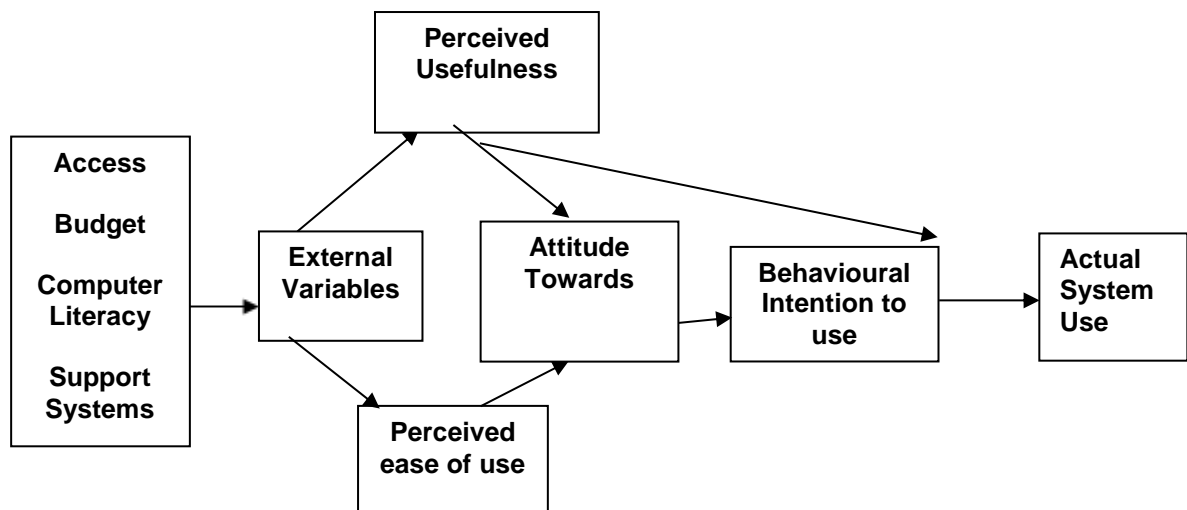 Access
Budget
Computer
Literacy
Support
Systems
External
Variables
Perceived
Usefulness
Perceived
ease of use
Attitude
Towards
Behavioural
Intention to
use
Actual
System
Use